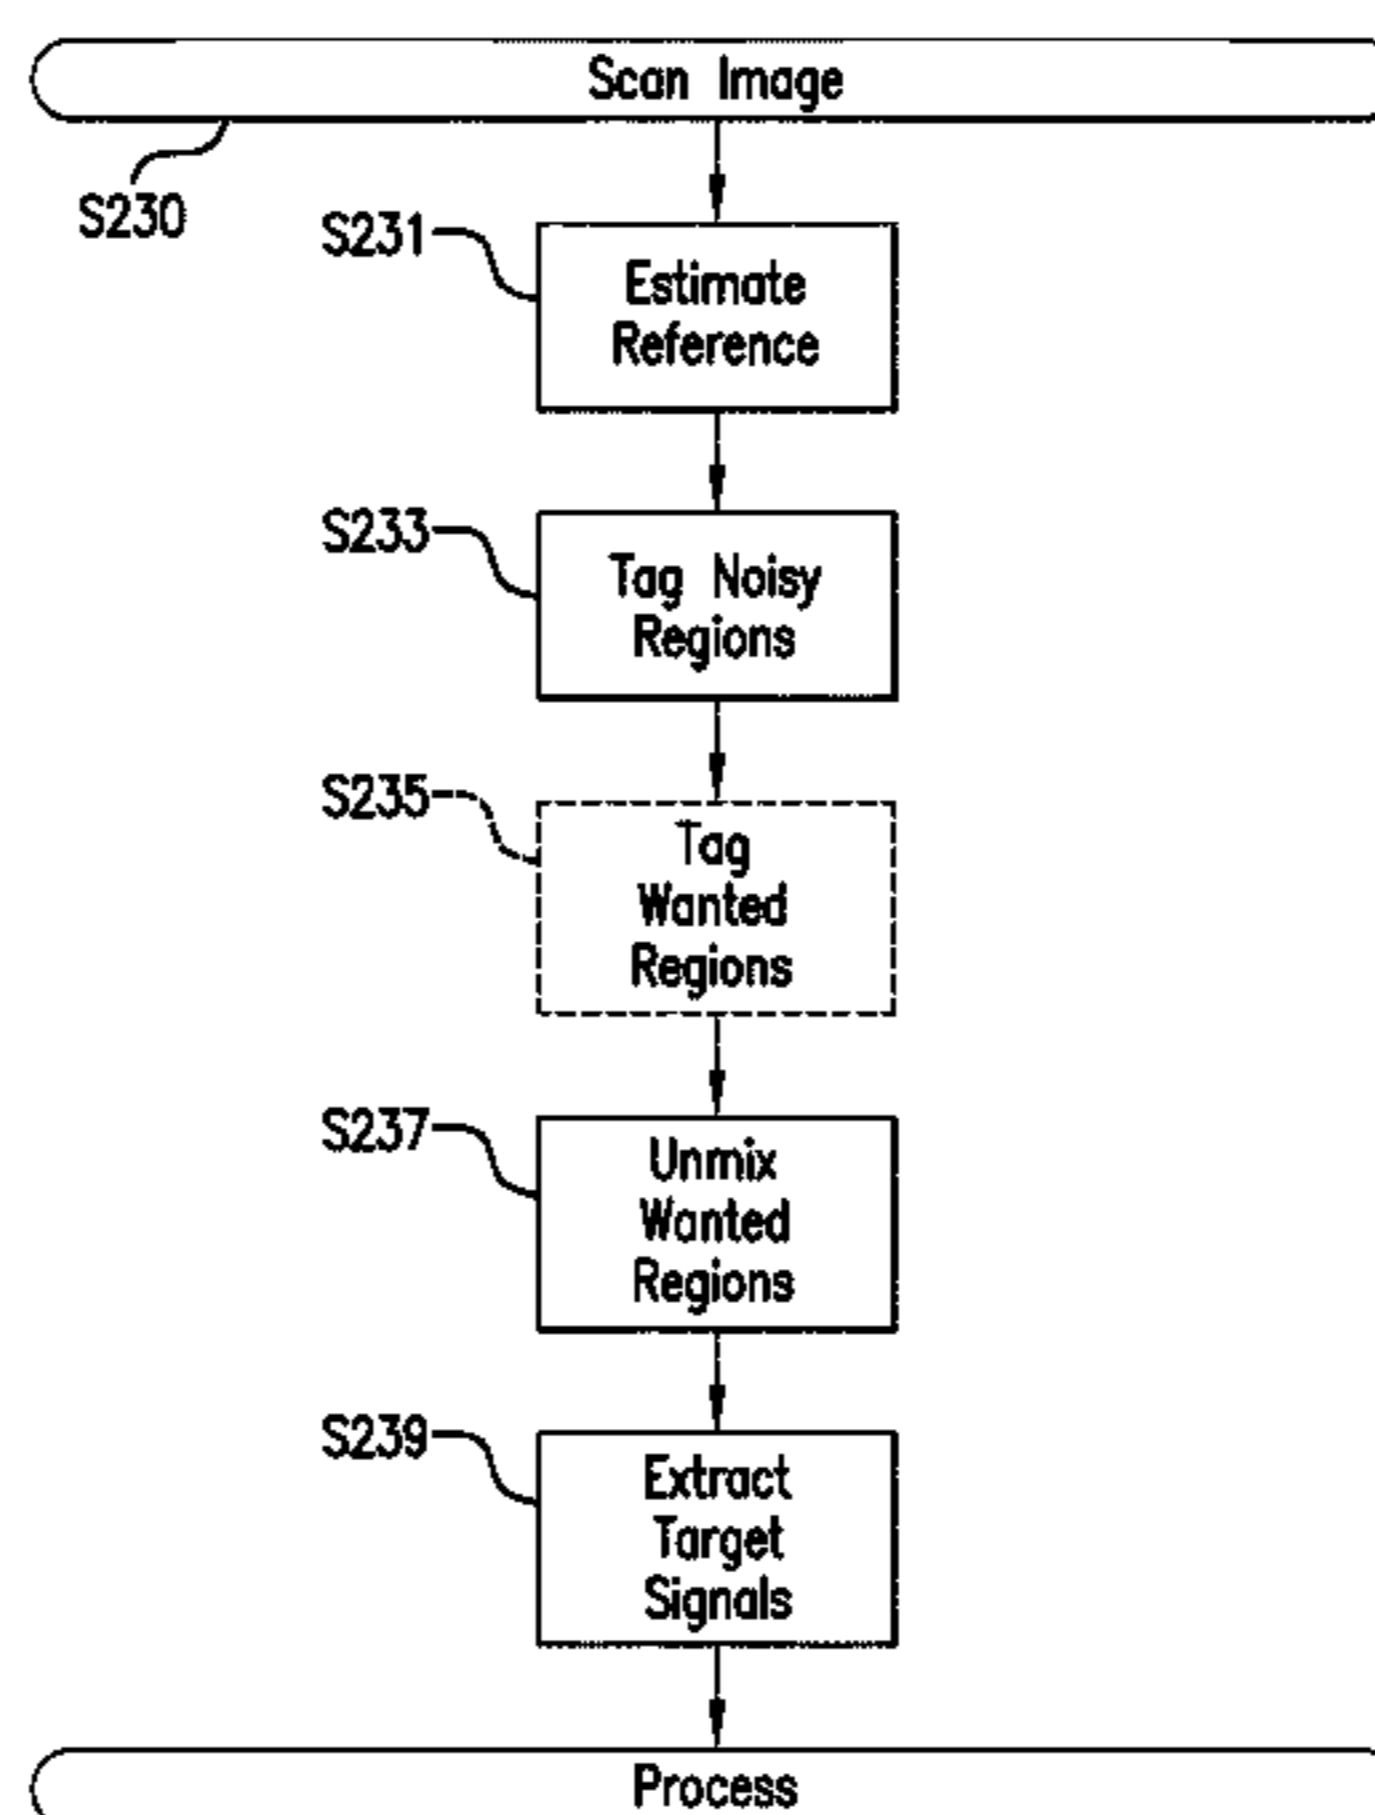 Scan Image
S230
S231
Estimate
Reference
S233
Tag Noisy
Regions
S235
Tag
Wanted
Regions
S237
Unmix
Wanted
Regions
S239
Extract
Target
Signals
Process